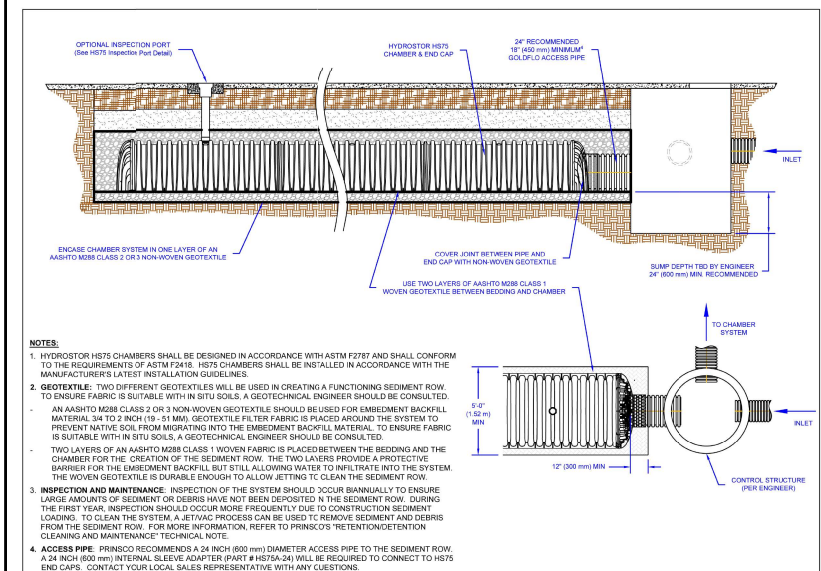 OPTIONAL INSPECTION PORT
(See HS75 Inspection Port Detail)
HYDROSTOR HS75
CHAMBER & END CAP
24" RECOMMENDED
18" (450 mm) MINIMUM⁴
GOLDFLO ACCESS PIPE
INLET
ENCASE CHAMBER SYSTEM IN ONE LAYER OF AN
AASHTO M288 CLASS 2 OR 3 NON-WOVEN GEOTEXTILE
COVER JOINT BETWEEN PIPE AND
END CAP WITH NON-WOVEN GEOTEXTILE
SUMP DEPTH TBD BY ENGINEER
24" (600 mm) MIN. RECOMMENDED
USE TWO LAYERS OF AASHTO M288 CLASS 1
WOVEN GEOTEXTILE BETWEEN BEDDING AND CHAMBER
TO CHAMBER
SYSTEM
5'-0"
(1.52 m)
MIN
INLET
12" (300 mm) MIN
CONTROL STRUCTURE
(PER ENGINEER)
NOTES:
1. HYDROSTOR HS75 CHAMBERS SHALL BE DESIGNED IN ACCORDANCE WITH ASTM F2787 AND SHALL CONFORM
TO THE REQUIREMENTS OF ASTM F2418. HS75 CHAMBERS SHALL BE INSTALLED IN ACCORDANCE WITH THE
MANUFACTURER'S LATEST INSTALLATION GUIDELINES.
2. GEOTEXTILE: TWO DIFFERENT GEOTEXTILES WILL BE USED IN CREATING A FUNCTIONING SEDIMENT ROW.
TO ENSURE FABRIC IS SUITABLE WITH IN SITU SOILS, A GEOTECHNICAL ENGINEER SHOULD BE CONSULTED.
- AN AASHTO M288 CLASS 2 OR 3 NON-WOVEN GEOTEXTILE SHOULD BE USED FOR EMBEDMENT BACKFILL
MATERIAL 3/4 TO 2 INCH (19 - 51 MM). GEOTEXTILE FILTER FABRIC IS PLACED AROUND THE SYSTEM TO
PREVENT NATIVE SOIL FROM MIGRATING INTO THE EMBEDMENT BACKFILL MATERIAL. TO ENSURE FABRIC
IS SUITABLE WITH IN SITU SOILS, A GEOTECHNICAL ENGINEER SHOULD BE CONSULTED.
- TWO LAYERS OF AN AASHTO M288 CLASS 1 WOVEN FABRIC IS PLACED BETWEEN THE BEDDING AND THE
CHAMBER FOR THE CREATION OF THE SEDIMENT ROW. THE TWO LAYERS PROVIDE A PROTECTIVE
BARRIER FOR THE EMBEDMENT BACKFILL BUT STILL ALLOWING WATER TO INFILTRATE INTO THE SYSTEM.
THE WOVEN GEOTEXTILE IS DURABLE ENOUGH TO ALLOW JETTING TO CLEAN THE SEDIMENT ROW.
3. INSPECTION AND MAINTENANCE: INSPECTION OF THE SYSTEM SHOULD OCCUR BIANNUALLY TO ENSURE
LARGE AMOUNTS OF SEDIMENT OR DEBRIS HAVE NOT BEEN DEPOSITED IN THE SEDIMENT ROW. DURING
THE FIRST YEAR, INSPECTION SHOULD OCCUR MORE FREQUENTLY DUE TO CONSTRUCTION SEDIMENT
LOADING. TO CLEAN THE SYSTEM, A JET/VAC PROCESS CAN BE USED TO REMOVE SEDIMENT AND DEBRIS
FROM THE SEDIMENT ROW. FOR MORE INFORMATION, REFER TO PRINSCO'S "RETENTION/DETENTION
CLEANING AND MAINTENANCE" TECHNICAL NOTE.
4. ACCESS PIPE: PRINSCO RECOMMENDS A 24 INCH (600 mm) DIAMETER ACCESS PIPE TO THE SEDIMENT ROW.
A 24 INCH (600 mm) INTERNAL SLEEVE ADAPTER (PART # HS75A-24) WILL BE REQUIRED TO CONNECT TO HS75
END CAPS. CONTACT YOUR LOCAL SALES REPRESENTATIVE WITH ANY QUESTIONS.